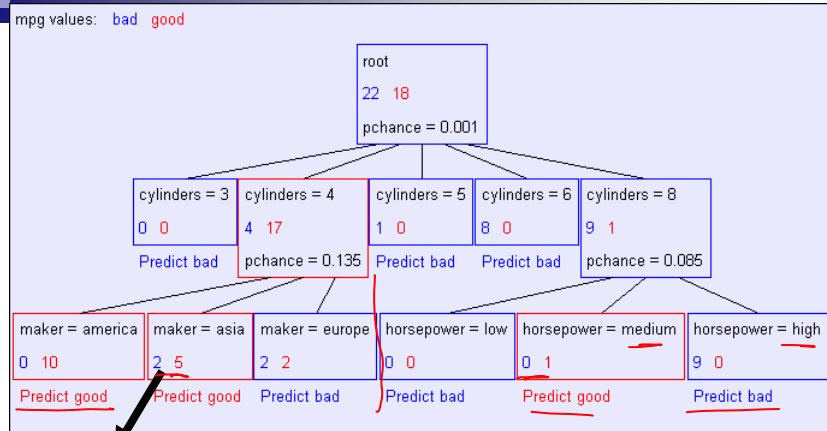 mpg values: bad good
root
22 18
pchance = 0.001
cylinders = 3 cylinders = 4 cylinders = 5 cylinders = 6 cylinders = 8
0 0 4 17 1 0 8 0 9 1
Predict bad pchance = 0.135 Predict bad Predict bad pchance = 0.085
maker = america maker = asia maker = europe horsepower = low horsepower = medium horsepower = high
0 10 2 5 2 2 0 0 0 1 9 0
Predict good Predict good Predict bad Predict bad Predict good Predict bad